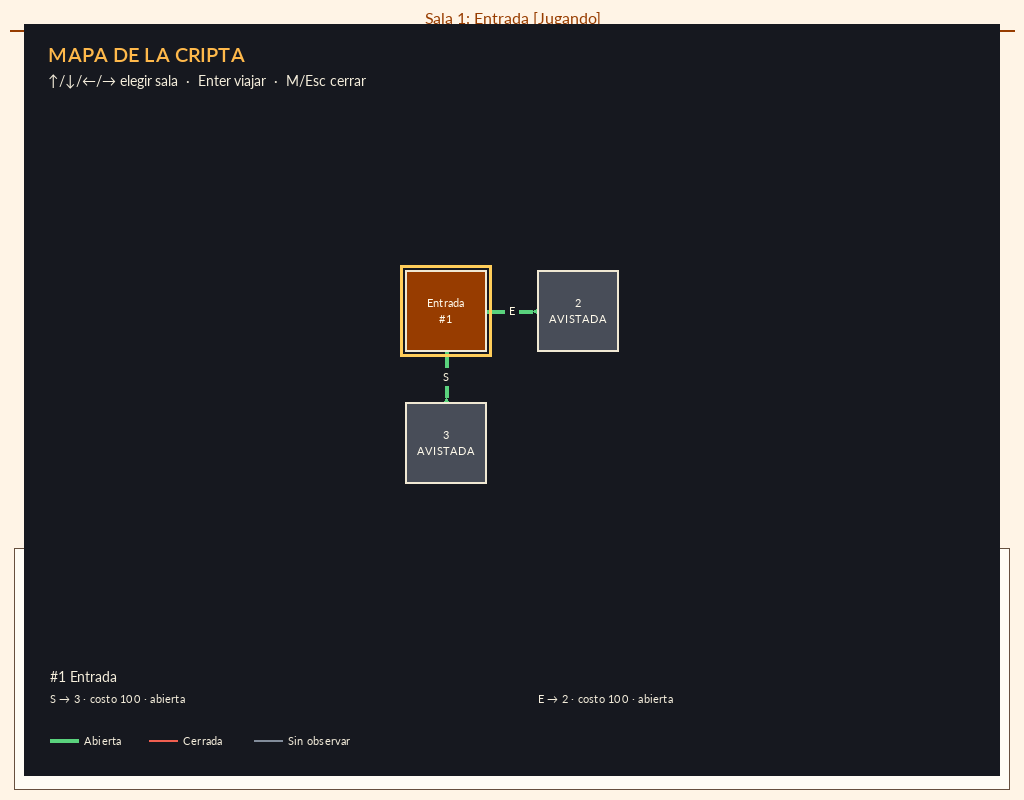 Sala 1: Entrada [Jugando]
MAPA DE LA CRIPTA
↑/↓/←/→ elegir sala · Enter viajar · M/Esc cerrar
Entrada
#1
E
2
AVISTADA
S
3
AVISTADA
#1 Entrada
S → 3 · costo 100 · abierta
E → 2 · costo 100 · abierta
Abierta
Cerrada
Sin observar